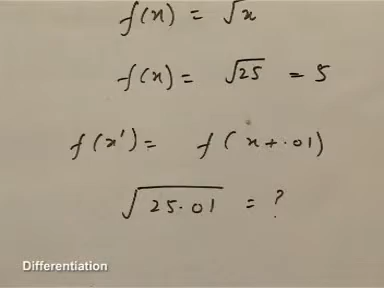 f(x) = √x
f(x) = √25 = 5
f(x') = f(x+.01)
√25.01 = ?
Differentiation